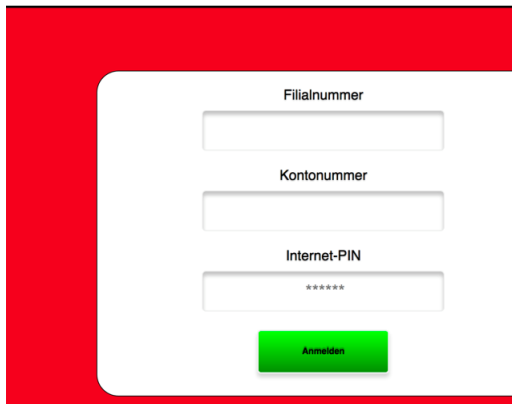 Filialnummer
Kontonummer
Internet-PIN
******
Anmelden